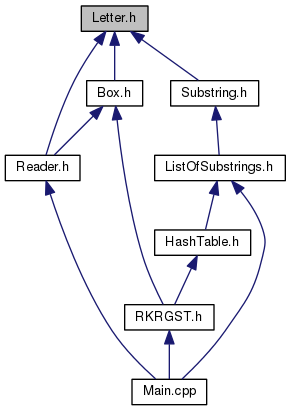 Letter.h
Box.h
Substring.h
Reader.h
ListOfSubstrings.h
HashTable.h
RKRGST.h
Main.cpp